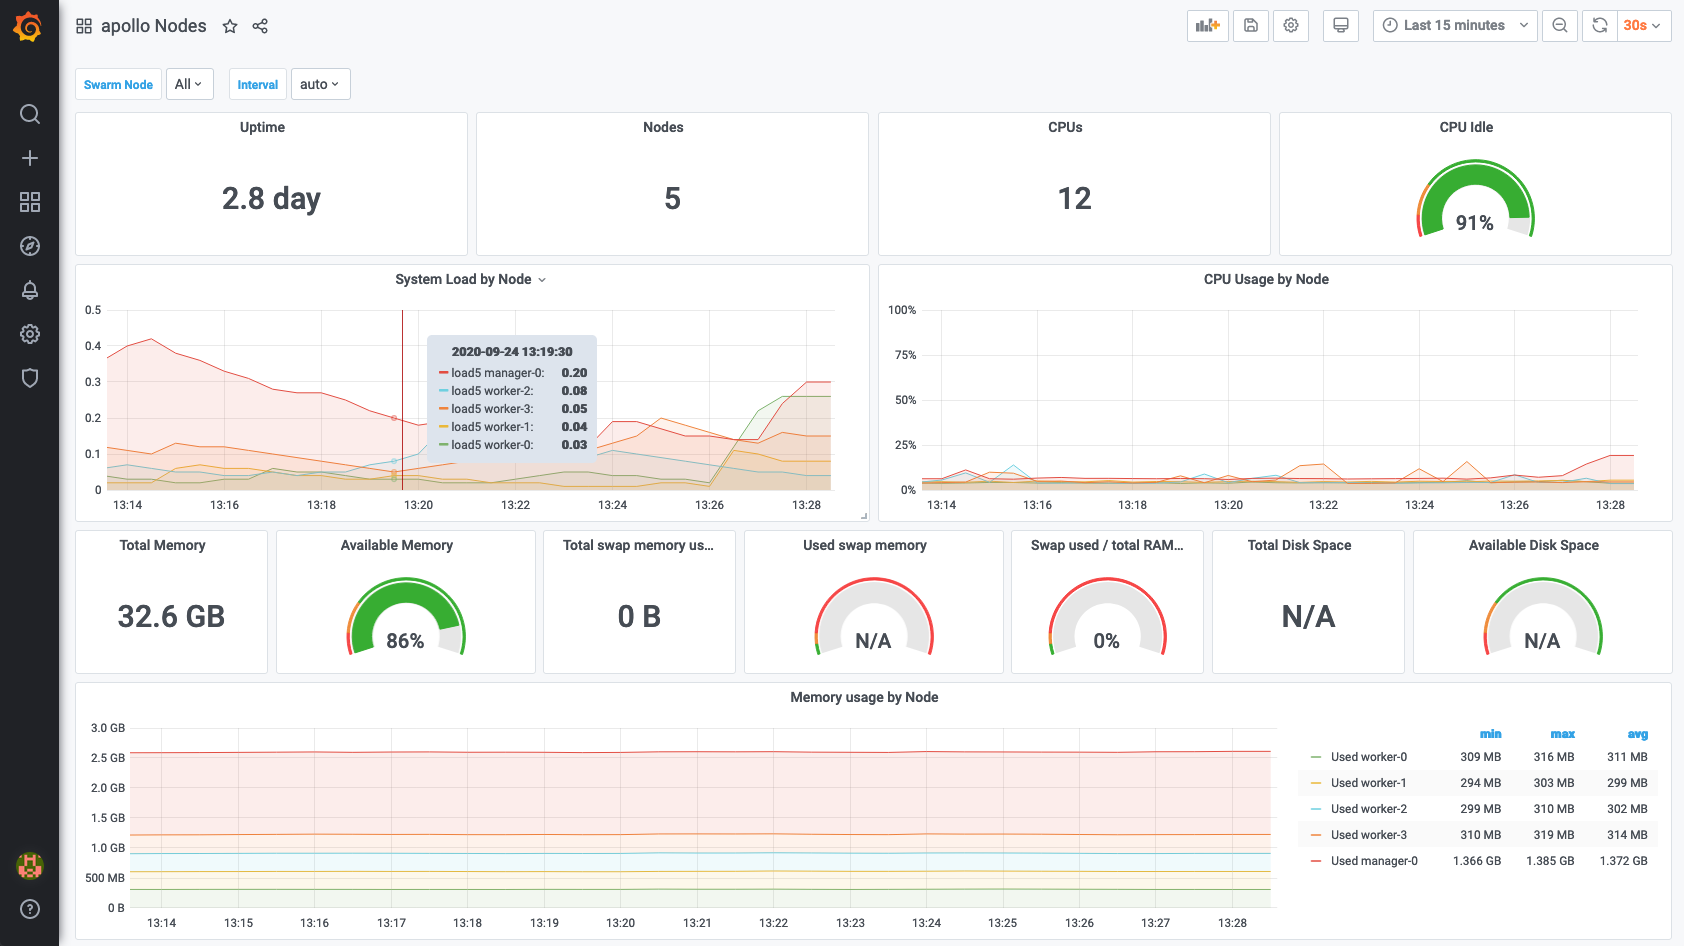 apollo Nodes
Last 15 minutes
30s
Swarm Node
All
Interval
auto
Uptime
2.8 day
Nodes
5
CPUs
12
CPU Idle
91%
System Load by Node
0.5
0.4
0.3
0.2
0.1
0
13:14 13:16 13:18 13:20 13:22 13:24 13:26 13:28
2020-09-24 13:19:30
load5 manager-0: 0.20
load5 worker-2: 0.08
load5 worker-3: 0.05
load5 worker-1: 0.04
load5 worker-0: 0.03
CPU Usage by Node
100%
75%
50%
25%
0%
13:14 13:16 13:18 13:20 13:22 13:24 13:26 13:28
Total Memory
32.6 GB
Available Memory
86%
Total swap memory us...
0 B
Used swap memory
N/A
Swap used / total RAM...
0%
Total Disk Space
N/A
Available Disk Space
N/A
Memory usage by Node
3.0 GB
2.5 GB
2.0 GB
1.5 GB
1.0 GB
500 MB
0 B
13:14 13:15 13:16 13:17 13:18 13:19 13:20 13:21 13:22 13:23 13:24 13:25 13:26 13:27 13:28
min max avg
Used worker-0 309 MB 316 MB 311 MB
Used worker-1 294 MB 303 MB 299 MB
Used worker-2 299 MB 310 MB 302 MB
Used worker-3 310 MB 319 MB 314 MB
Used manager-0 1.366 GB 1.385 GB 1.372 GB